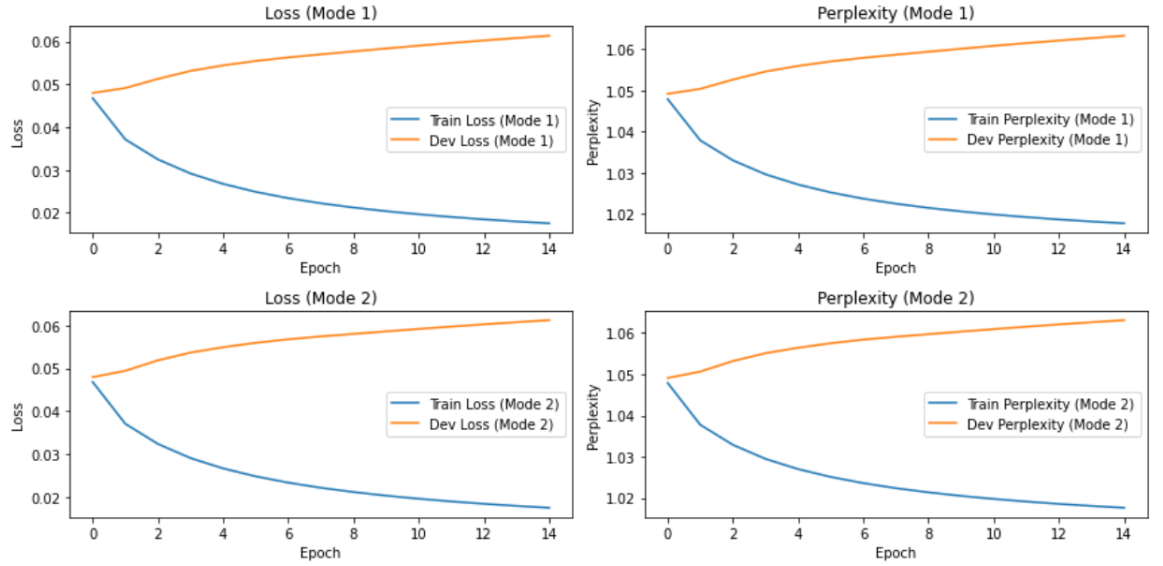 Loss (Mode 1)
0.06
0.05
0.04
0.03
0.02
Loss
Train Loss (Mode 1)
Dev Loss (Mode 1)
0 2 4 6 8 10 12 14
Epoch
Perplexity (Mode 1)
1.06
1.05
1.04
1.03
1.02
Perplexity
Train Perplexity (Mode 1)
Dev Perplexity (Mode 1)
0 2 4 6 8 10 12 14
Epoch
Loss (Mode 2)
0.06
0.05
0.04
0.03
0.02
Loss
Train Loss (Mode 2)
Dev Loss (Mode 2)
0 2 4 6 8 10 12 14
Epoch
Perplexity (Mode 2)
1.06
1.05
1.04
1.03
1.02
Perplexity
Train Perplexity (Mode 2)
Dev Perplexity (Mode 2)
0 2 4 6 8 10 12 14
Epoch